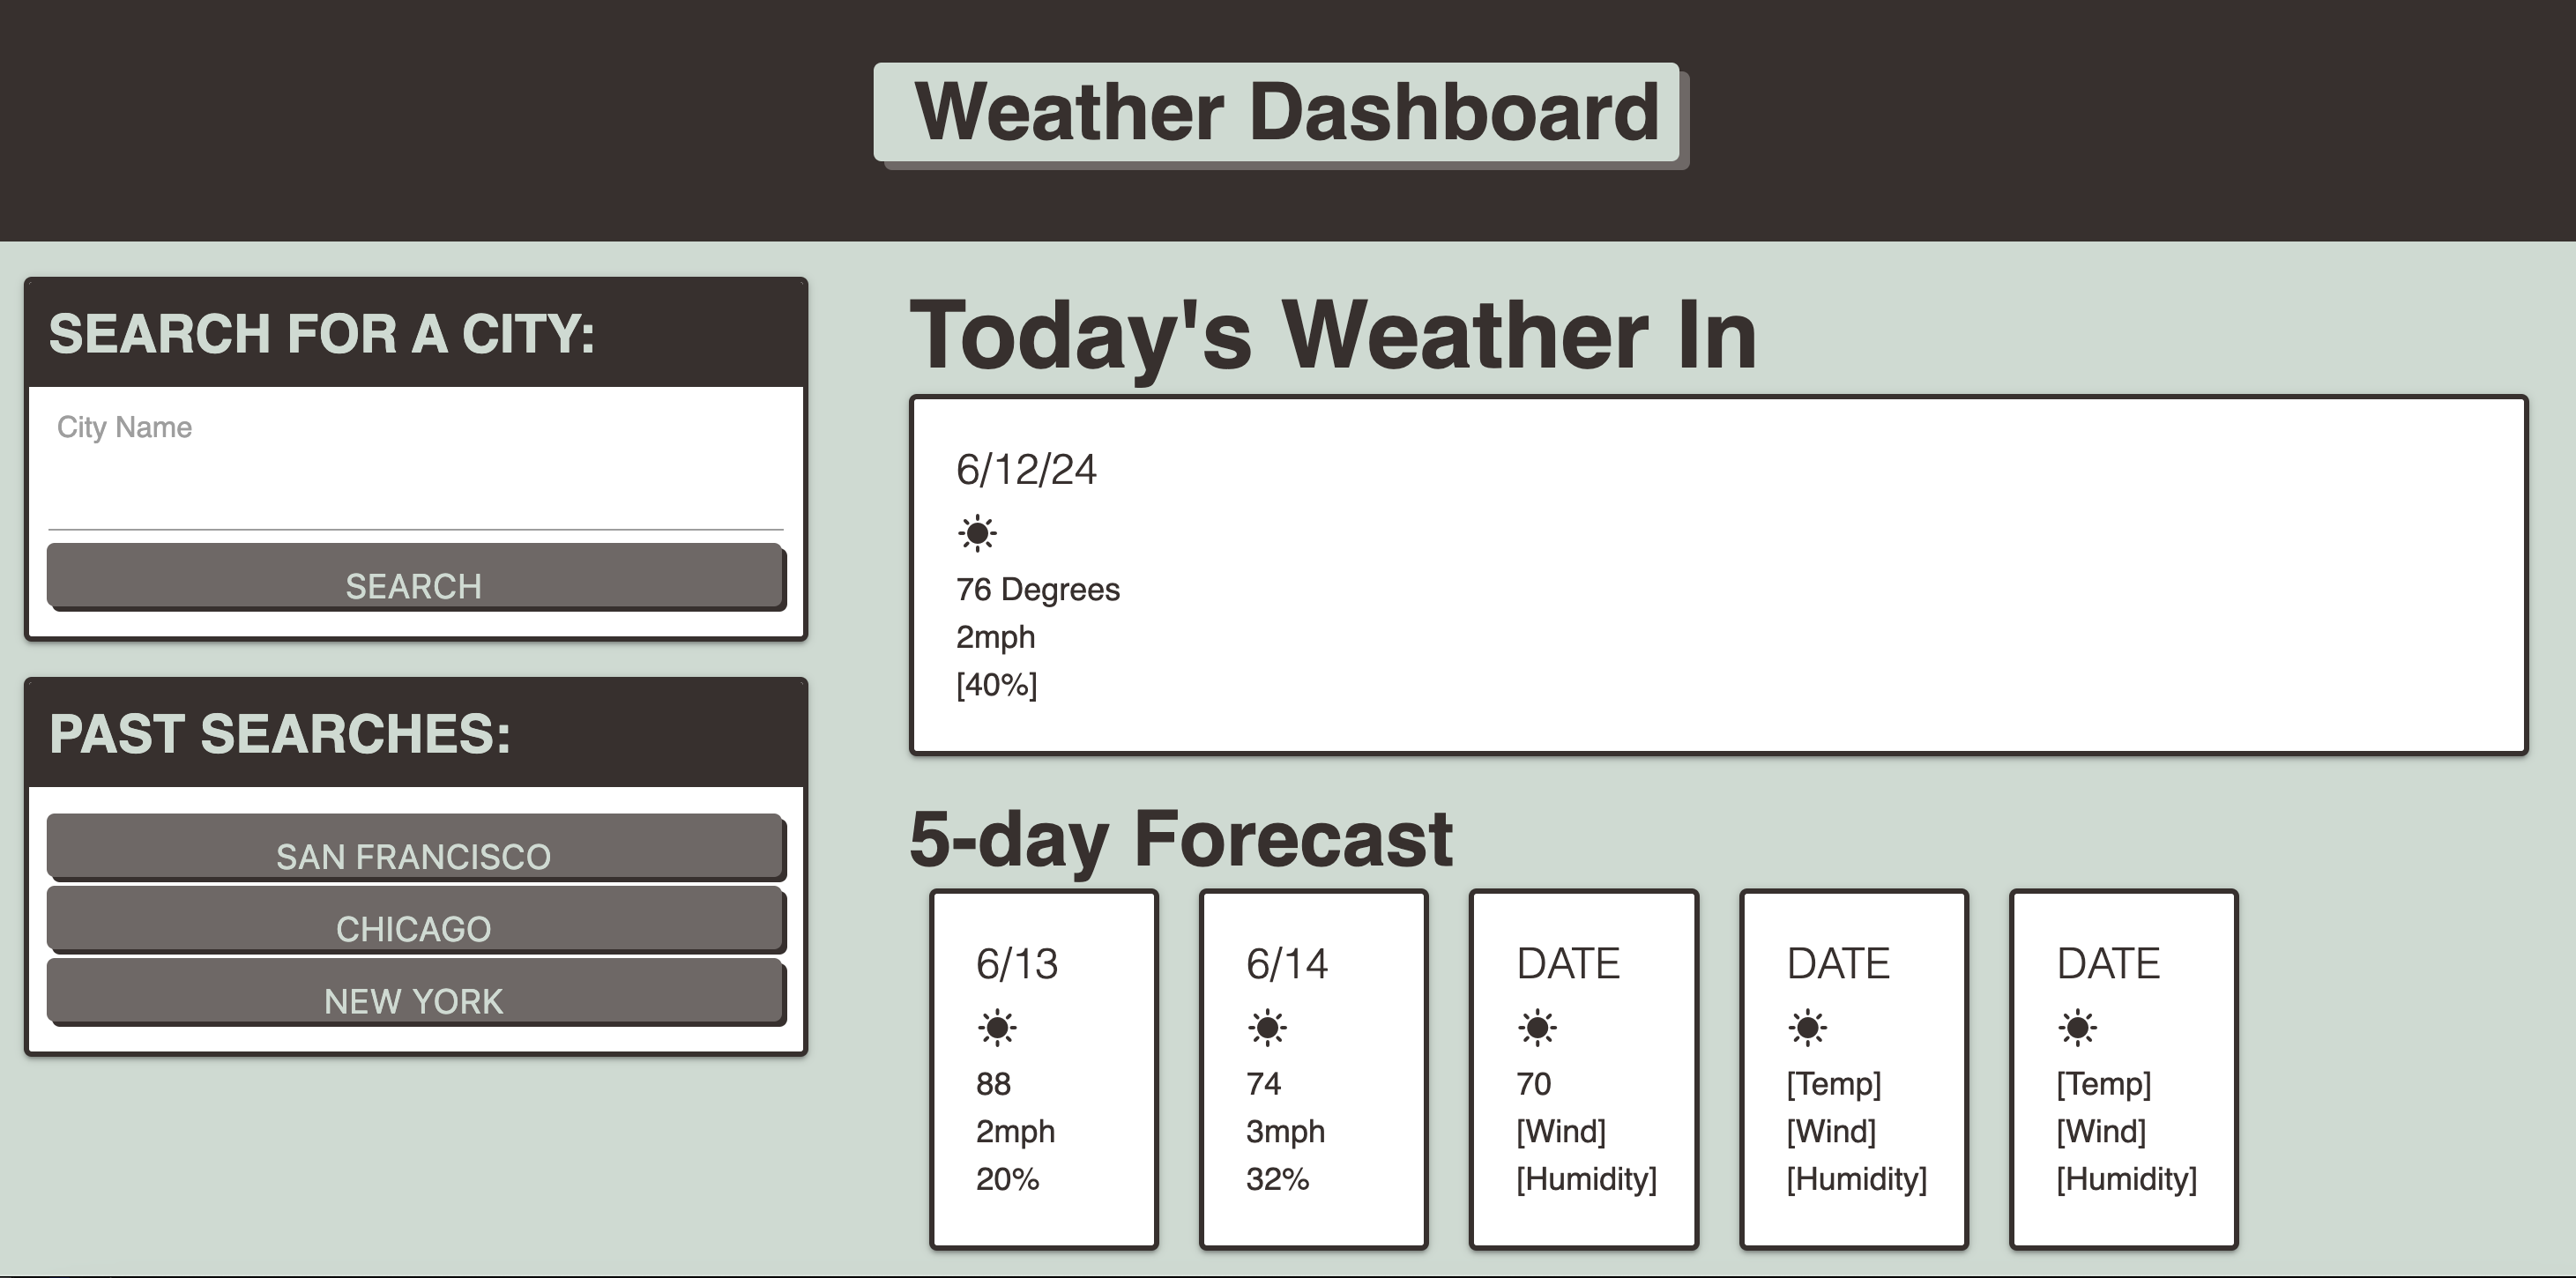 Weather Dashboard
SEARCH FOR A CITY:
City Name
SEARCH
PAST SEARCHES:
SAN FRANCISCO
CHICAGO
NEW YORK
Today's Weather In
6/12/24
76 Degrees
2mph
[40%]
5-day Forecast
6/13
88
2mph
20%
6/14
74
3mph
32%
DATE
70
[Wind]
[Humidity]
DATE
[Temp]
[Wind]
[Humidity]
DATE
[Temp]
[Wind]
[Humidity]